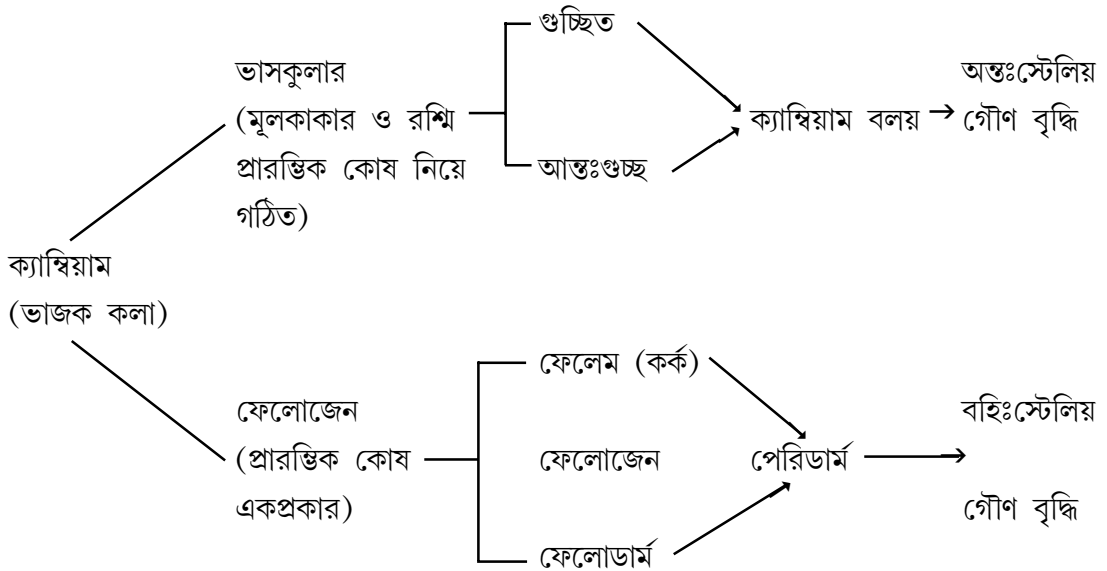 গুচ্ছিত
ভাসকুলার
(মূলকাকার ও রশ্মি
প্রারম্ভিক কোষ নিয়ে
গঠিত)
আন্তঃগুচ্ছ
ক্যাম্বিয়াম বলয়
অন্তঃস্টেলিয়
গৌণ বৃদ্ধি
ক্যাম্বিয়াম
(ভাজক কলা)
ফেলোজেন
(প্রারম্ভিক কোষ
একপ্রকার)
ফেলেম (কর্ক)
ফেলোজেন
ফেলোডার্ম
পেরিডার্ম
বহিঃস্টেলিয়
গৌণ বৃদ্ধি